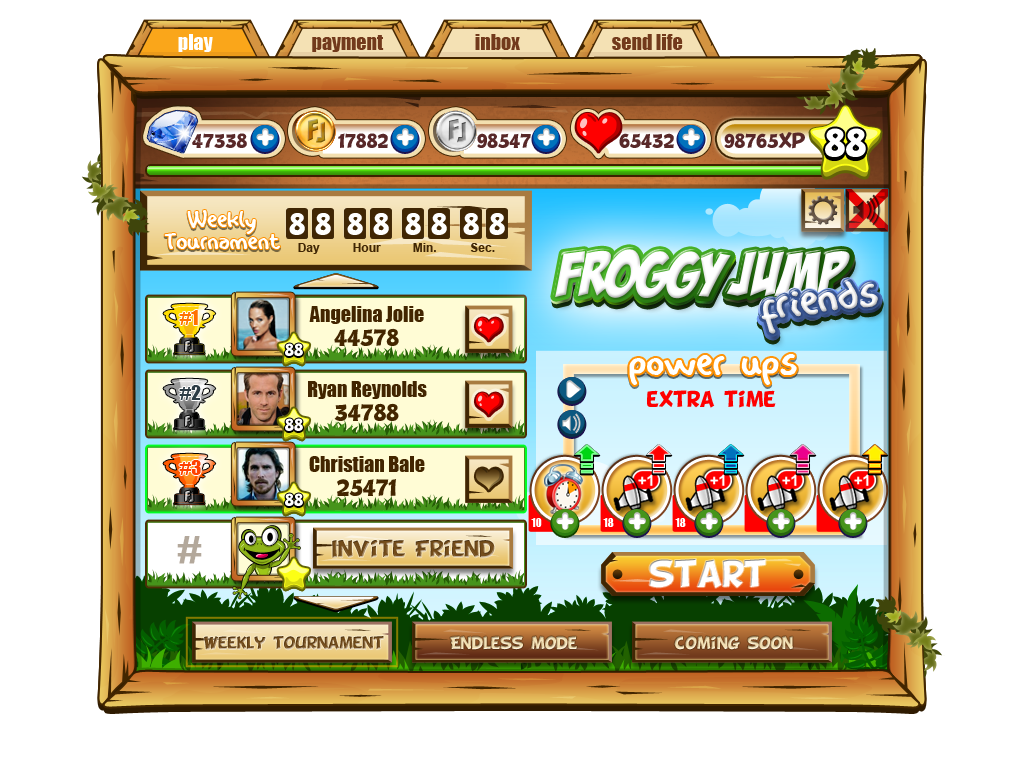 play
payment
inbox
send life
47338
17882
98547
65432
98765XP
88
FJ
FJ
Weekly
Tournament
88 88 88 88
Day Hour Min. Sec.
FROGGY JUMP
friends
#1
Angelina Jolie
44578
88
#2
Ryan Reynolds
34788
88
#3
Christian Bale
25471
88
#
INVITE FRIEND
power ups
EXTRA TIME
+1
+1
+1
+1
10
18
18
START
WEEKLY TOURNAMENT
ENDLESS MODE
COMING SOON